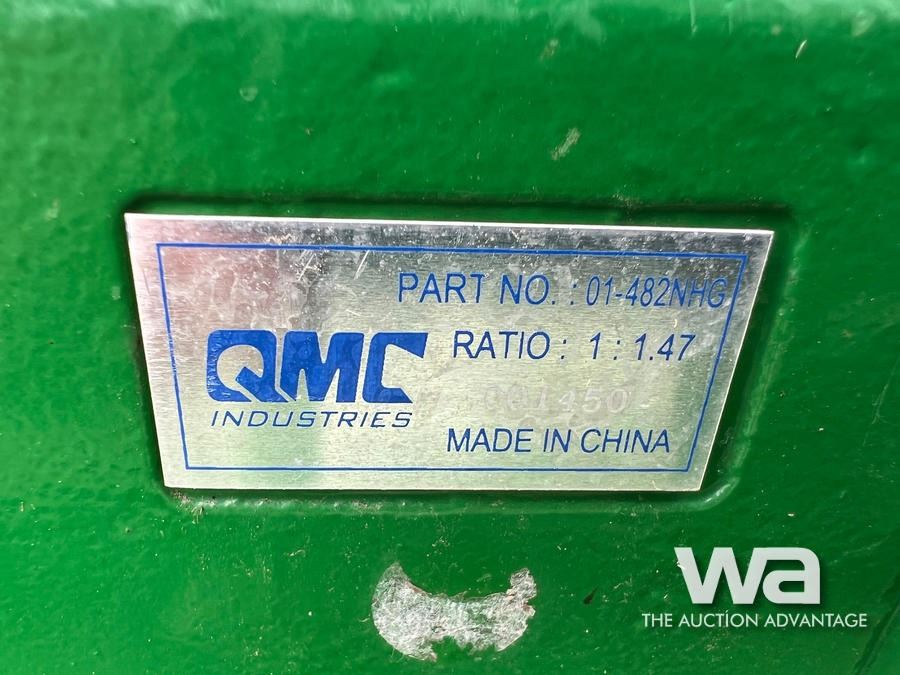 PART NO. : 01-482NHG
QMC
INDUSTRIES
RATIO : 1 : 1.47
MADE IN CHINA
wa
THE AUCTION ADVANTAGE